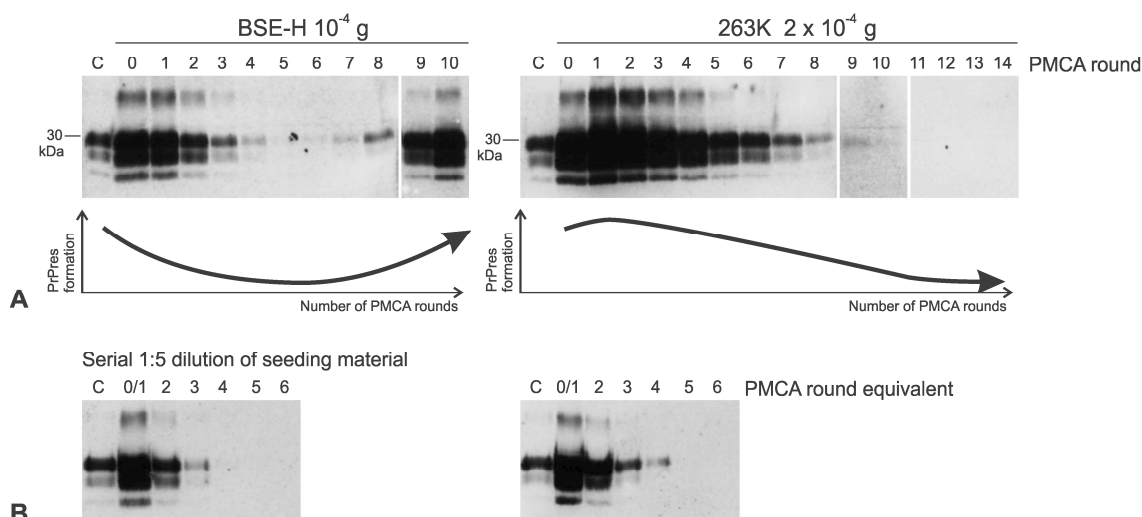 BSE-H 10⁻⁴ g
263K 2 x 10⁻⁴ g
C 0 1 2 3 4 5 6 7 8 9 10
C 0 1 2 3 4 5 6 7 8 9 10 11 12 13 14 PMCA round
30
kDa
30
kDa
PrPres
formation
Number of PMCA rounds
PrPres
formation
Number of PMCA rounds
A
Serial 1:5 dilution of seeding material
C 0/1 2 3 4 5 6
C 0/1 2 3 4 5 6 PMCA round equivalent
B